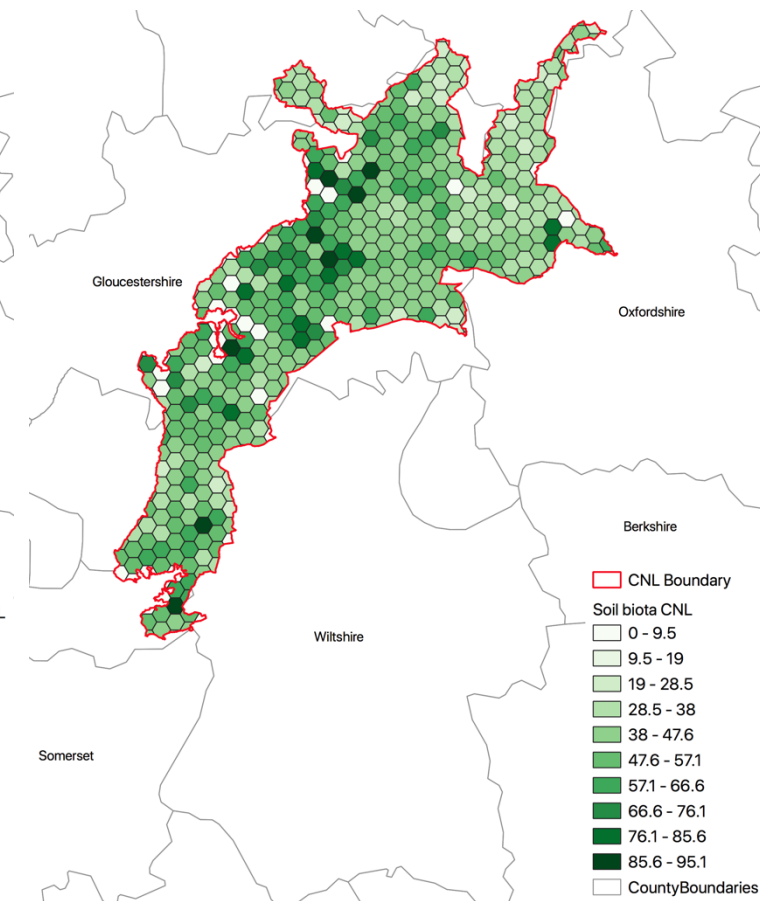 Gloucestershire
Oxfordshire
Berkshire
Wiltshire
Somerset
CNL Boundary
Soil biota CNL
0 - 9.5
9.5 - 19
19 - 28.5
28.5 - 38
38 - 47.6
47.6 - 57.1
57.1 - 66.6
66.6 - 76.1
76.1 - 85.6
85.6 - 95.1
CountyBoundaries